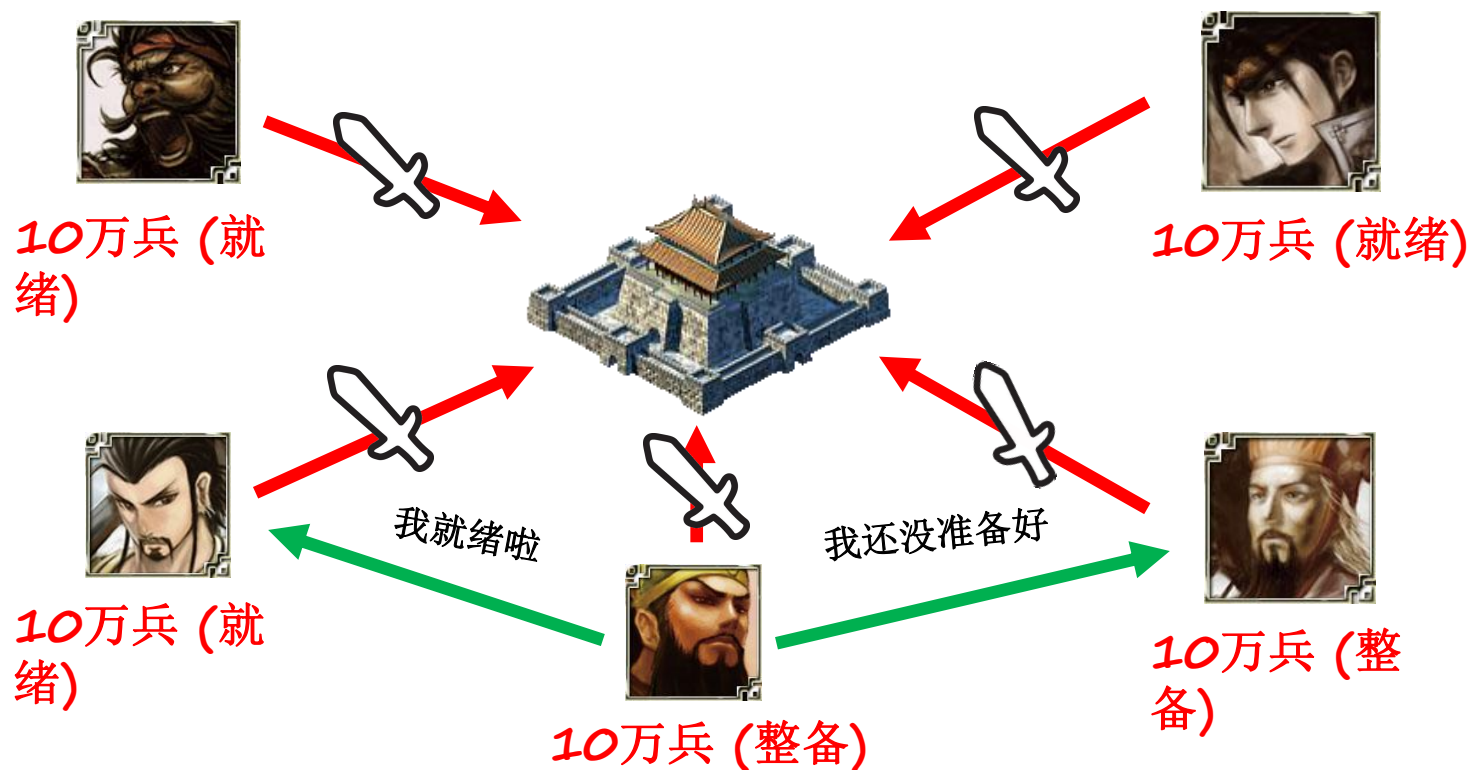 10万兵 (就
绪)
10万兵 (就绪)
我就绪啦
我还没准备好
10万兵 (就
绪)
10万兵 (整
备)
10万兵 (整备)